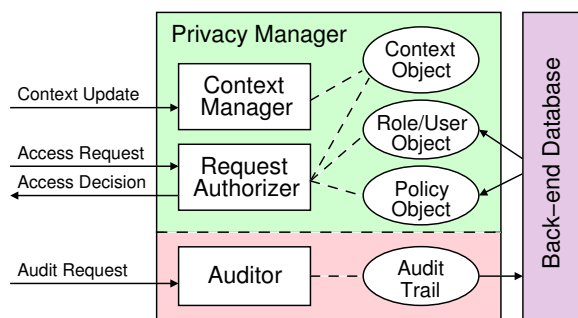 Privacy Manager
Context
Object
Context Update
Context
Manager
Role/User
Object
Access Request
Access Decision
Request
Authorizer
Policy
Object
Back–end Database
Audit Request
Auditor
Audit
Trail